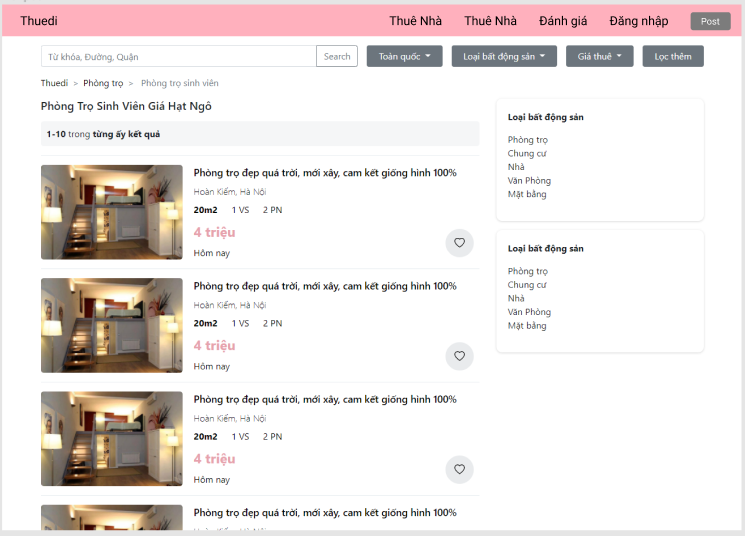 Thuedi Thuê Nhà Thuê Nhà Đánh giá Đăng nhập Post
Từ khóa, Đường, Quận Search Toàn quốc Loại bất động sản Giá thuê Lọc thêm
Thuedi > Phòng trọ > Phòng trọ sinh viên
Phòng Trọ Sinh Viên Giá Hạt Ngô
1-10 trong từng ấy kết quả
Phòng trọ đẹp quá trời, mới xây, cam kết giống hình 100%
Hoàn Kiếm, Hà Nội
20m2 1 VS 2 PN
4 triệu
Hôm nay
Phòng trọ đẹp quá trời, mới xây, cam kết giống hình 100%
Hoàn Kiếm, Hà Nội
20m2 1 VS 2 PN
4 triệu
Hôm nay
Phòng trọ đẹp quá trời, mới xây, cam kết giống hình 100%
Hoàn Kiếm, Hà Nội
20m2 1 VS 2 PN
4 triệu
Hôm nay
Phòng trọ đẹp quá trời, mới xây, cam kết giống hình 100%
Loại bất động sản
Phòng trọ
Chung cư
Nhà
Văn Phòng
Mặt bằng
Loại bất động sản
Phòng trọ
Chung cư
Nhà
Văn Phòng
Mặt bằng